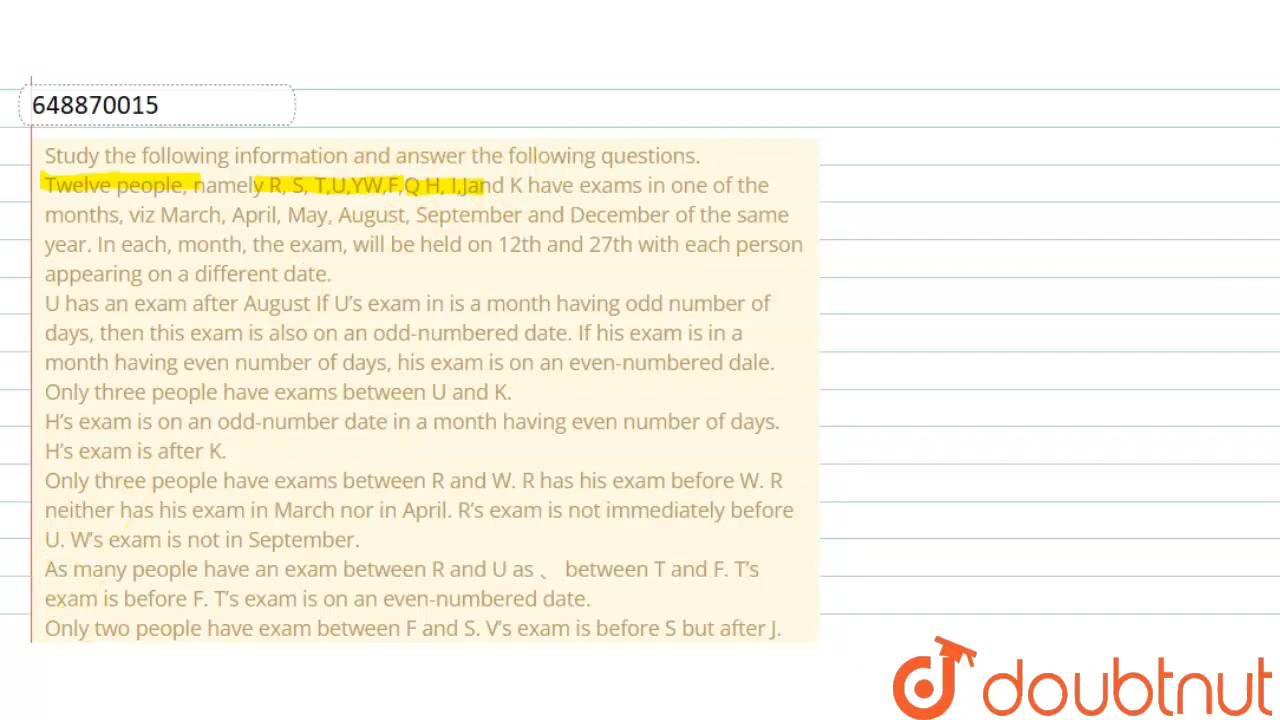 648870015
Study the following information and answer the following questions.
Twelve people, namely R, S, T,U,YW,F,Q H, I,Jand K have exams in one of the
months, viz March, April, May, August, September and December of the same
year. In each, month, the exam, will be held on 12th and 27th with each person
appearing on a different date.
U has an exam after August If U’s exam in is a month having odd number of
days, then this exam is also on an odd-numbered date. If his exam is in a
month having even number of days, his exam is on an even-numbered dale.
Only three people have exams between U and K.
H’s exam is on an odd-number date in a month having even number of days.
H’s exam is after K.
Only three people have exams between R and W. R has his exam before W. R
neither has his exam in March nor in April. R’s exam is not immediately before
U. W’s exam is not in September.
As many people have an exam between R and U as 、 between T and F. T’s
exam is before F. T’s exam is on an even-numbered date.
Only two people have exam between F and S. V’s exam is before S but after J.
doubtnut